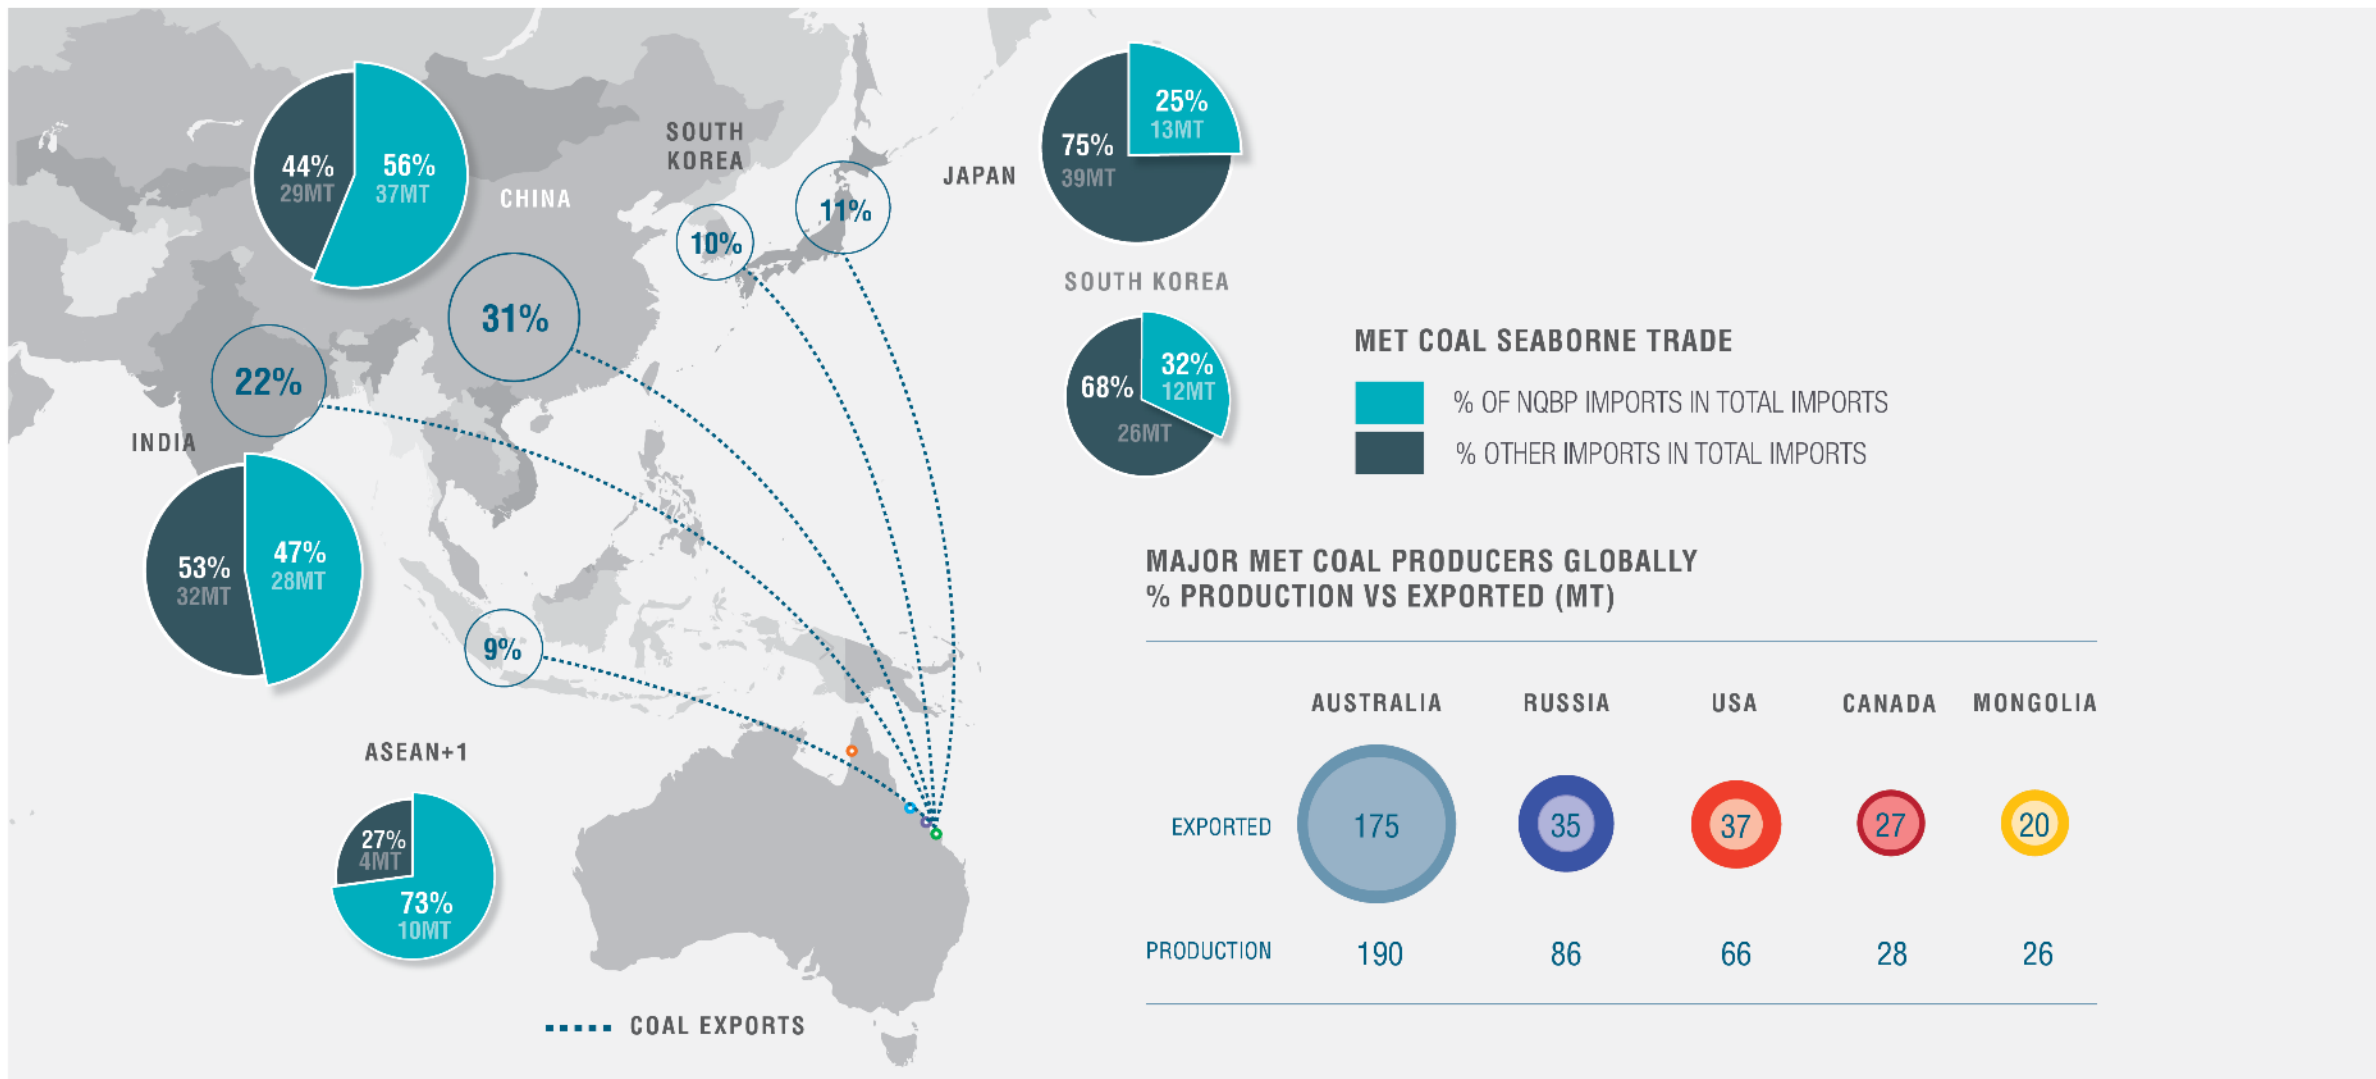 44%
29MT
56%
37MT
CHINA
SOUTH
KOREA
10%
11%
JAPAN
25%
13MT
75%
39MT
SOUTH KOREA
32%
12MT
68%
26MT
31%
22%
INDIA
53%
32MT
47%
28MT
9%
ASEAN+1
27%
4MT
73%
10MT
COAL EXPORTS
MET COAL SEABORNE TRADE
% OF NQBP IMPORTS IN TOTAL IMPORTS
% OTHER IMPORTS IN TOTAL IMPORTS
MAJOR MET COAL PRODUCERS GLOBALLY
% PRODUCTION VS EXPORTED (MT)
AUSTRALIA RUSSIA USA CANADA MONGOLIA
EXPORTED 175 35 37 27 20
PRODUCTION 190 86 66 28 26